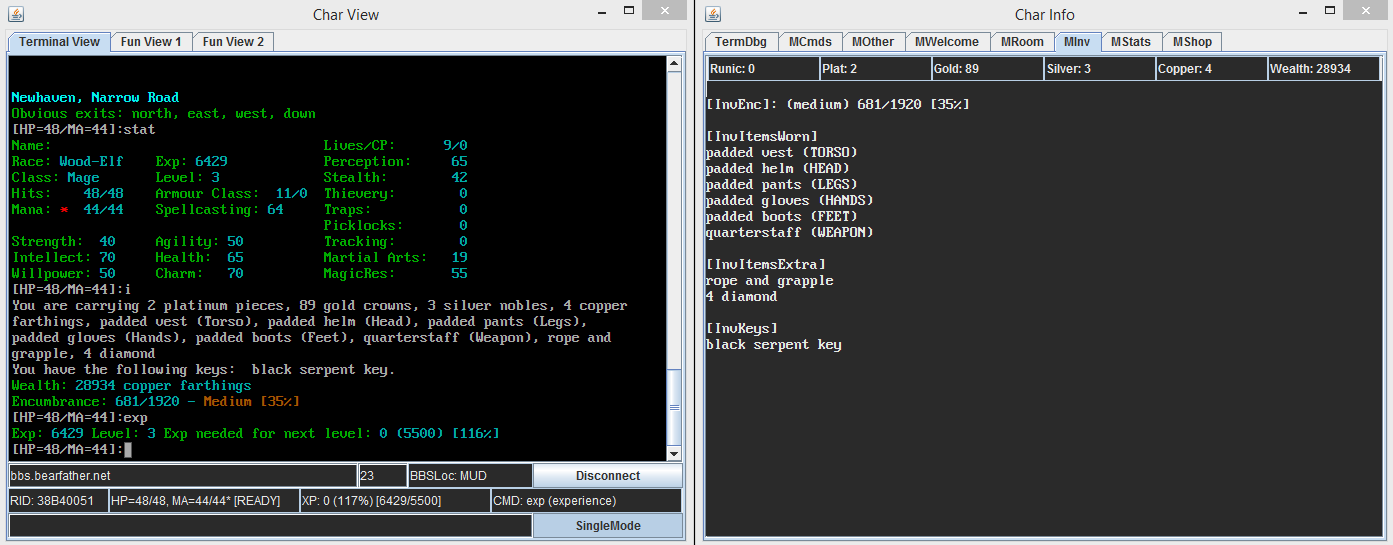 Char View
Terminal View Fun View 1 Fun View 2
Newhaven, Narrow Road
Obvious exits: north, east, west, down
[HP=48/MA=44]:stat
Name: Lives/CP: 9/0
Race: Wood-Elf Exp: 6429 Perception: 65
Class: Mage Level: 3 Stealth: 42
Hits: 48/48 Armour Class: 11/0 Thievery: 0
Mana: * 44/44 Spellcasting: 64 Traps: 0
Picklocks: 0
Strength: 40 Agility: 50 Tracking: 0
Intellect: 70 Health: 65 Martial Arts: 19
Willpower: 50 Charm: 70 MagicRes: 55
[HP=48/MA=44]:i
You are carrying 2 platinum pieces, 89 gold crowns, 3 silver nobles, 4 copper
farthings, padded vest (Torso), padded helm (Head), padded pants (Legs),
padded gloves (Hands), padded boots (Feet), quarterstaff (Weapon), rope and
grapple, 4 diamond
You have the following keys: black serpent key.
Wealth: 28934 copper farthings
Encumbrance: 681/1920 - Medium [35%]
[HP=48/MA=44]:exp
Exp: 6429 Level: 3 Exp needed for next level: 0 (5500) [116%]
[HP=48/MA=44]:
bbs.bearfather.net 23 BBSLoc: MUD Disconnect
RID: 38B40051 HP=48/48, MA=44/44* [READY] XP: 0 (117%) [6429/5500] CMD: exp (experience)
SingleMode
Char Info
TermDbg MCmds MOther MWelcome MRoom MInv MStats MShop
Runic: 0 Plat: 2 Gold: 89 Silver: 3 Copper: 4 Wealth: 28934
[InvEnc]: (medium) 681/1920 [35%]
[InvItemsWorn]
padded vest (TORSO)
padded helm (HEAD)
padded pants (LEGS)
padded gloves (HANDS)
padded boots (FEET)
quarterstaff (WEAPON)
[InvItemsExtra]
rope and grapple
4 diamond
[InvKeys]
black serpent key